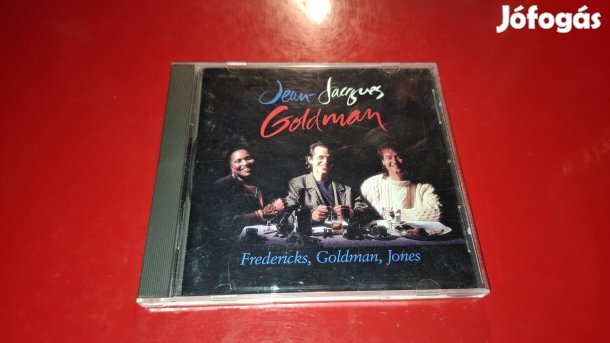 Jófogás
Jean-Jacques
Goldman
Fredericks, Goldman, Jones